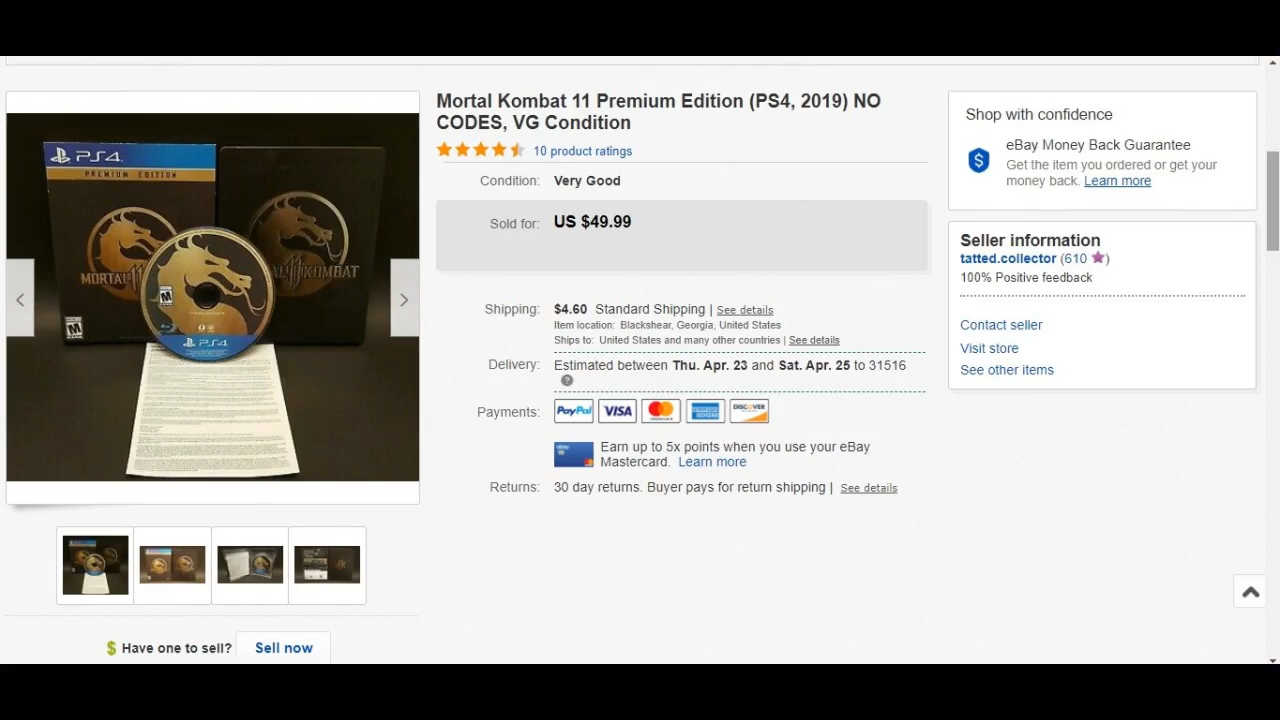 PS4
PREMIUM EDITION
MORTAL
11
KOMBAT
PS4
Mortal Kombat 11 Premium Edition (PS4, 2019) NO
CODES, VG Condition
10 product ratings
Condition: Very Good
Sold for: US $49.99
Shipping: $4.60 Standard Shipping | See details
Item location: Blackshear, Georgia, United States
Ships to: United States and many other countries | See details
Delivery: Estimated between Thu. Apr. 23 and Sat. Apr. 25 to 31516
?
Payments: PayPal VISA MasterCard DISCOVER
Earn up to 5x points when you use your eBay
Mastercard. Learn more
Returns: 30 day returns. Buyer pays for return shipping | See details
Shop with confidence
$
eBay Money Back Guarantee
Get the item you ordered or get your
money back. Learn more
Seller information
tatted.collector (610 )
100% Positive feedback
Contact seller
Visit store
See other items
$ Have one to sell? Sell now